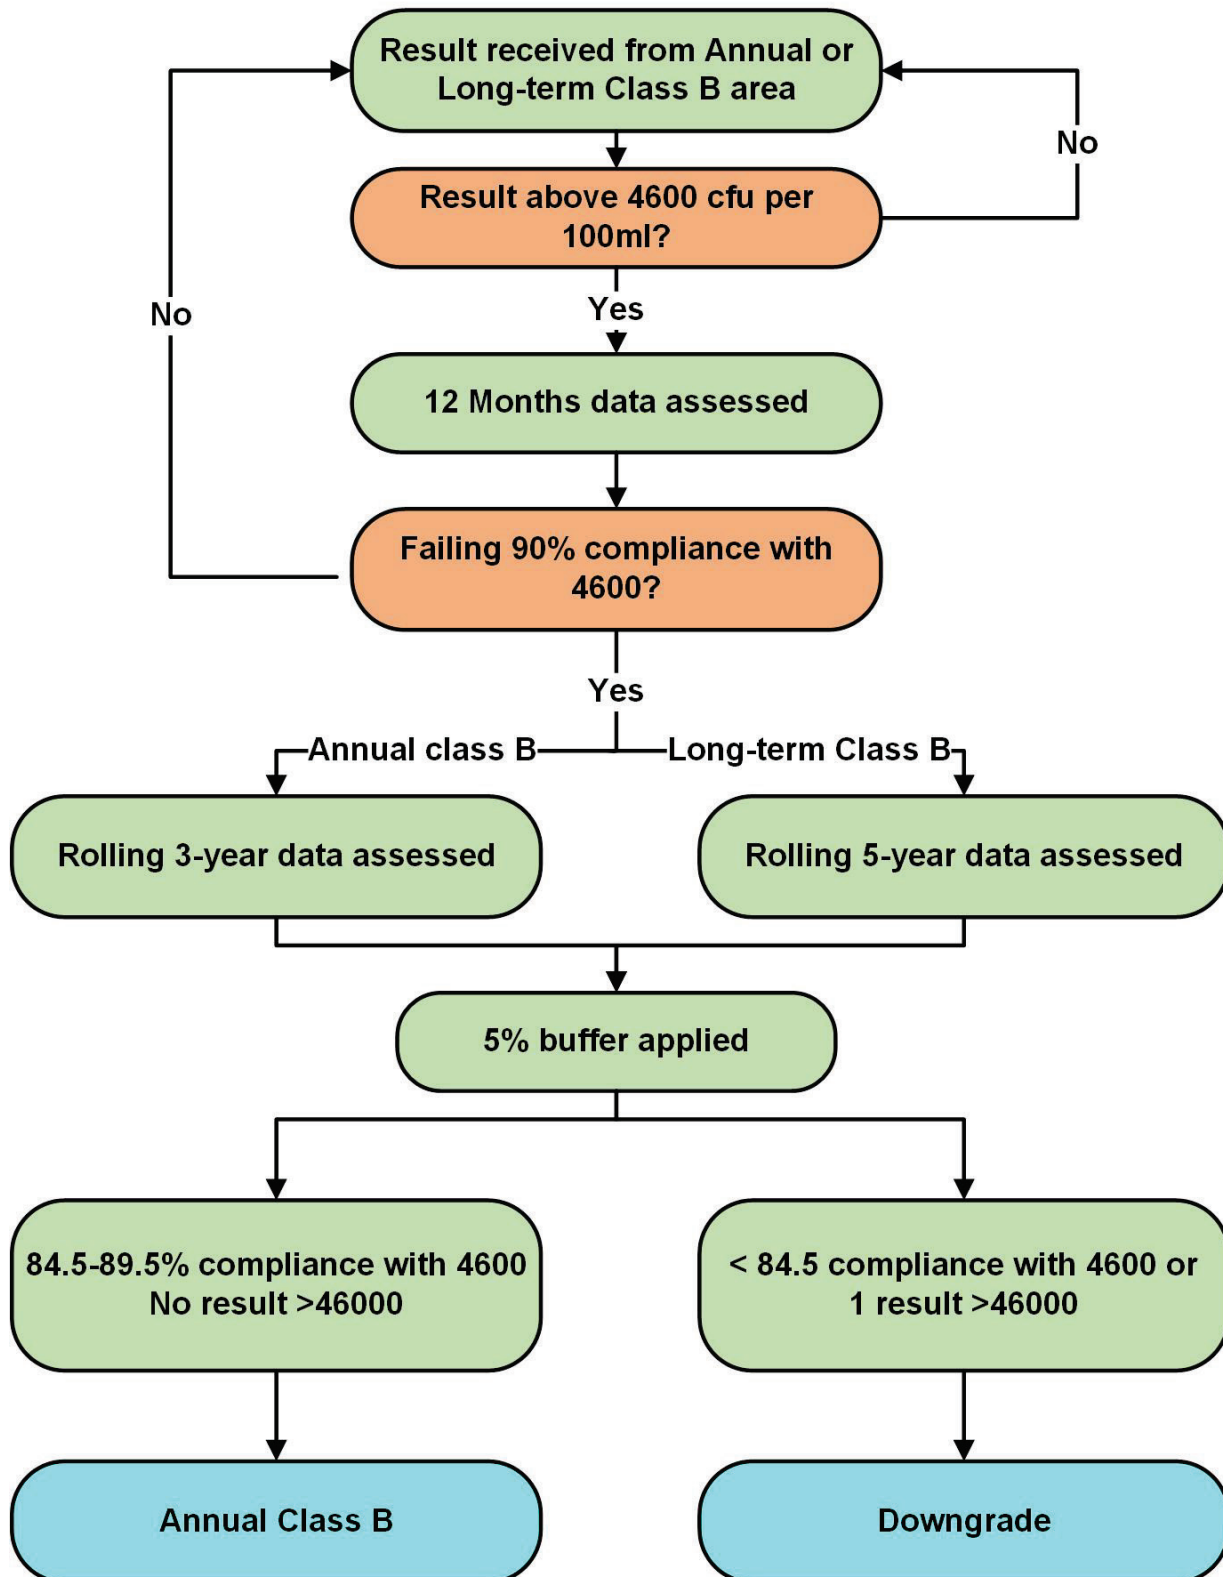 Result received from Annual or
Long-term Class B area
No
Result above 4600 cfu per
100ml?
No
Yes
12 Months data assessed
Failing 90% compliance with
4600?
Yes
Annual class B
Long-term Class B
Rolling 3-year data assessed
Rolling 5-year data assessed
5% buffer applied
84.5-89.5% compliance with 4600
No result >46000
< 84.5 compliance with 4600 or
1 result >46000
Annual Class B
Downgrade